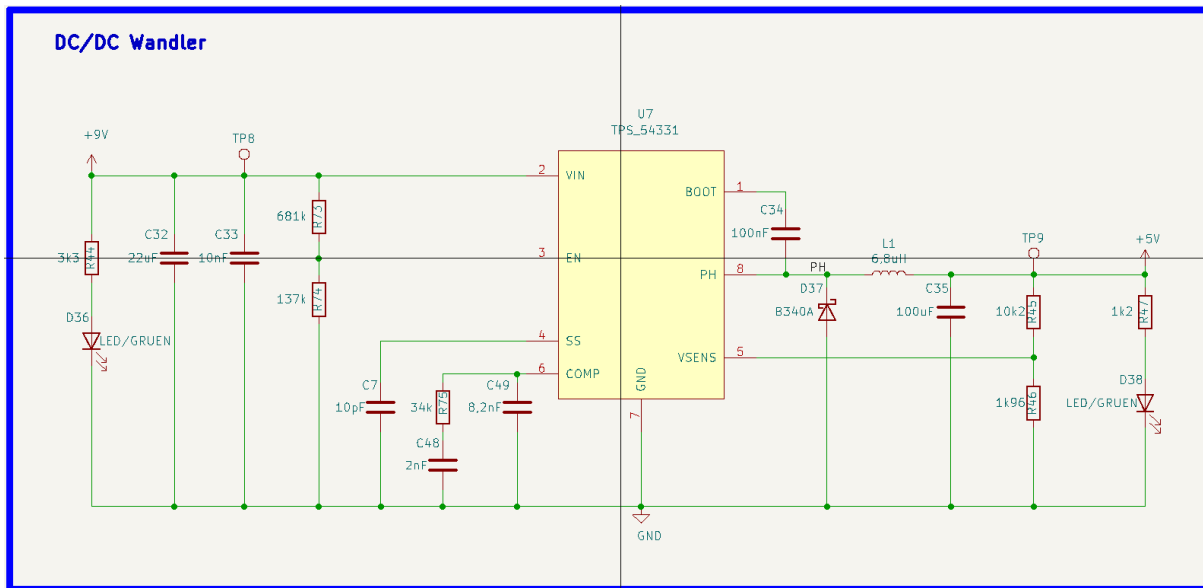 DC/DC Wandler
U7
TPS_54331
+9V
TP8
2
VIN
BOOT
1
C34
100nF
681k
R73
C32
22uF
C33
10nF
3k3
R44
3
EN
PH
8
PH
L1
6,8uH
TP9
+5V
137k
R74
D37
B340A
C35
100uF
10k2
R45
1k2
R47
D36
LED/GRUEN
4
SS
6
COMP
VSENS
5
GND
7
C7
10pF
34k
R75
C49
8,2nF
C48
2nF
1k96
R46
D38
LED/GRUEN
GND